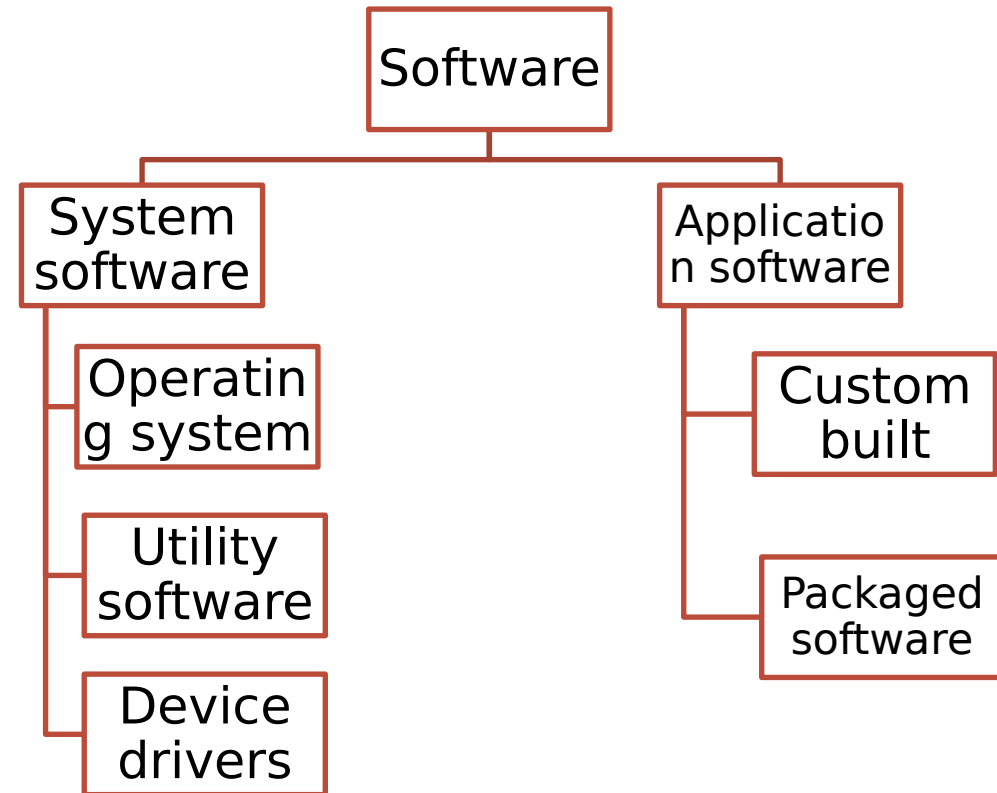 Software
System
software
Applicatio
n software
Operatin
g system
Custom
built
Utility
software
Packaged
software
Device
drivers